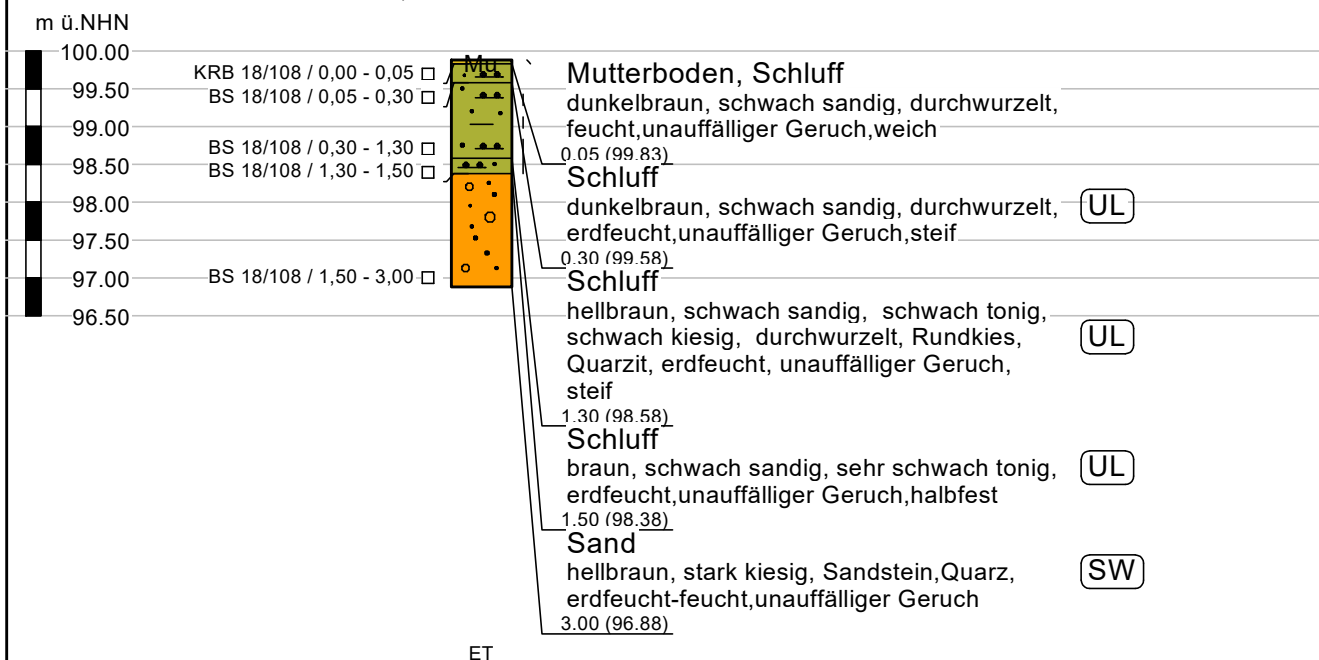 m ü.NHN
100.00
99.50
99.00
98.50
98.00
97.50
97.00
96.50
KRB 18/108 / 0,00 - 0,05
BS 18/108 / 0,05 - 0,30
BS 18/108 / 0,30 - 1,30
BS 18/108 / 1,30 - 1,50
BS 18/108 / 1,50 - 3,00
Mu
Mutterboden, Schluff
dunkelbraun, schwach sandig, durchwurzelt,
feucht,unauffälliger Geruch,weich
0.05 (99.83)
Schluff
dunkelbraun, schwach sandig, durchwurzelt,
erdfeucht,unauffälliger Geruch,steif
0.30 (99.58)
UL
Schluff
hellbraun, schwach sandig, schwach tonig,
schwach kiesig, durchwurzelt, Rundkies,
Quarzit, erdfeucht, unauffälliger Geruch,
steif
1.30 (98.58)
UL
Schluff
braun, schwach sandig, sehr schwach tonig,
erdfeucht,unauffälliger Geruch,halbfest
1.50 (98.38)
UL
Sand
hellbraun, stark kiesig, Sandstein,Quarz,
erdfeucht-feucht,unauffälliger Geruch
3.00 (96.88)
SW
ET